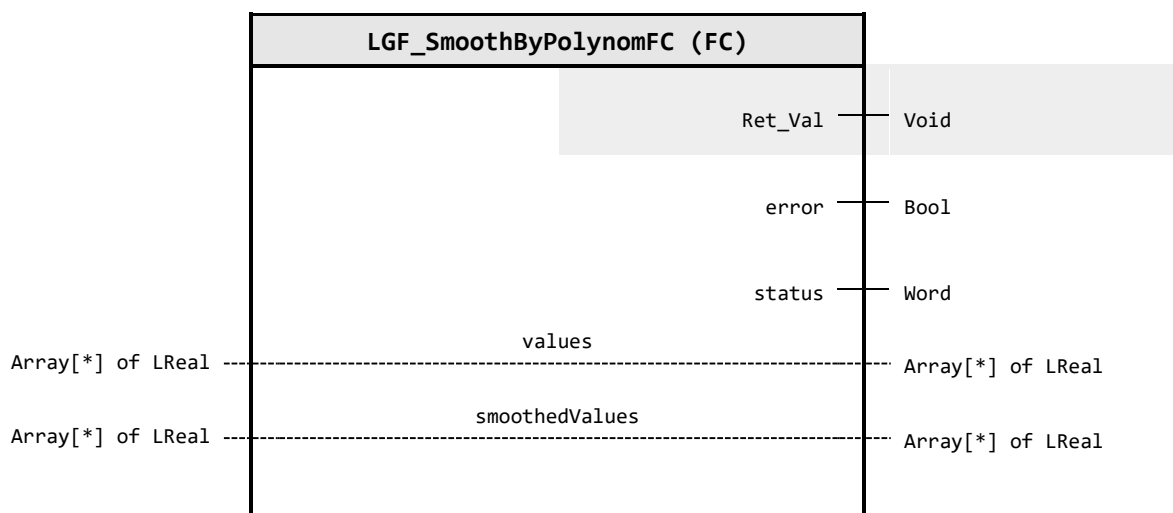 LGF_SmoothByPolynomFC (FC)
Ret_Val Void
error Bool
status Word
values
Array[*] of LReal Array[*] of LReal
smoothedValues
Array[*] of LReal Array[*] of LReal